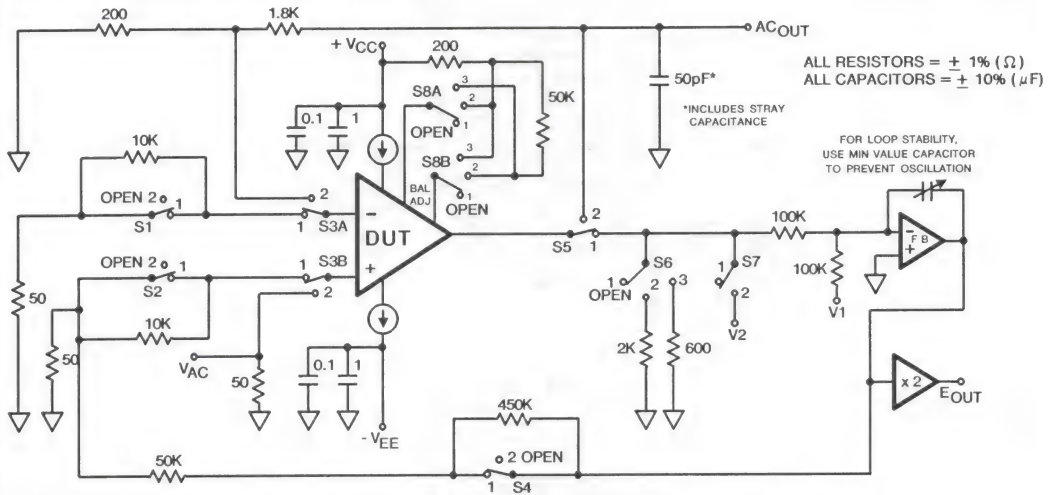 200
1.8K
AC OUT
+ VCC
200
ALL RESISTORS = ± 1% (Ω)
ALL CAPACITORS = ± 10% (µF)
50pF*
*INCLUDES STRAY
CAPACITANCE
S8A
3
2
1
OPEN
50K
0.1
1
S8B
3
2
1
OPEN
BAL
ADJ
FOR LOOP STABILITY,
USE MIN VALUE CAPACITOR
TO PREVENT OSCILLATION
10K
OPEN 2
1
S1
2
1
S3A
−
DUT
+
2
1
S5
100K
−
+
F B
OPEN 2
1
S2
1
S3B
2
10K
50
50
VAC
50
0.1
1
- VEE
S6
1
OPEN
2
3
2K
600
S7
1
2
V2
100K
V1
x 2
EOUT
450K
50K
2 OPEN
1
S4